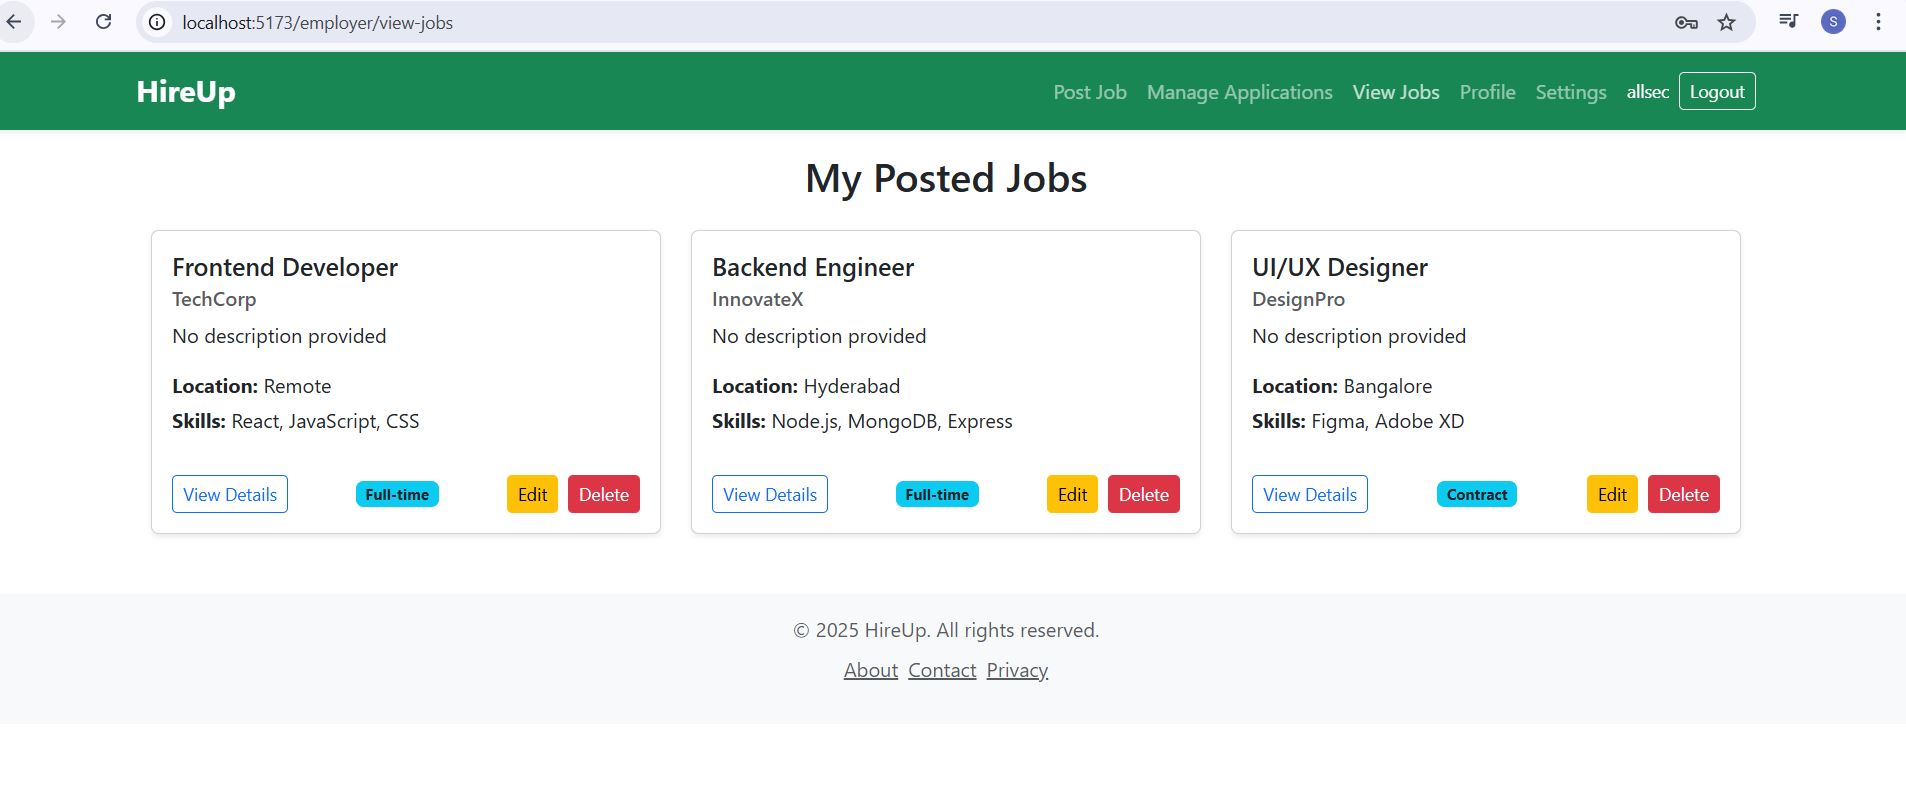 localhost:5173/employer/view-jobs
S
HireUp
Post Job Manage Applications View Jobs Profile Settings allsec Logout
My Posted Jobs
Frontend Developer
TechCorp
No description provided
Location: Remote
Skills: React, JavaScript, CSS
View Details Full-time Edit Delete
Backend Engineer
InnovateX
No description provided
Location: Hyderabad
Skills: Node.js, MongoDB, Express
View Details Full-time Edit Delete
UI/UX Designer
DesignPro
No description provided
Location: Bangalore
Skills: Figma, Adobe XD
View Details Contract Edit Delete
© 2025 HireUp. All rights reserved.
About Contact Privacy